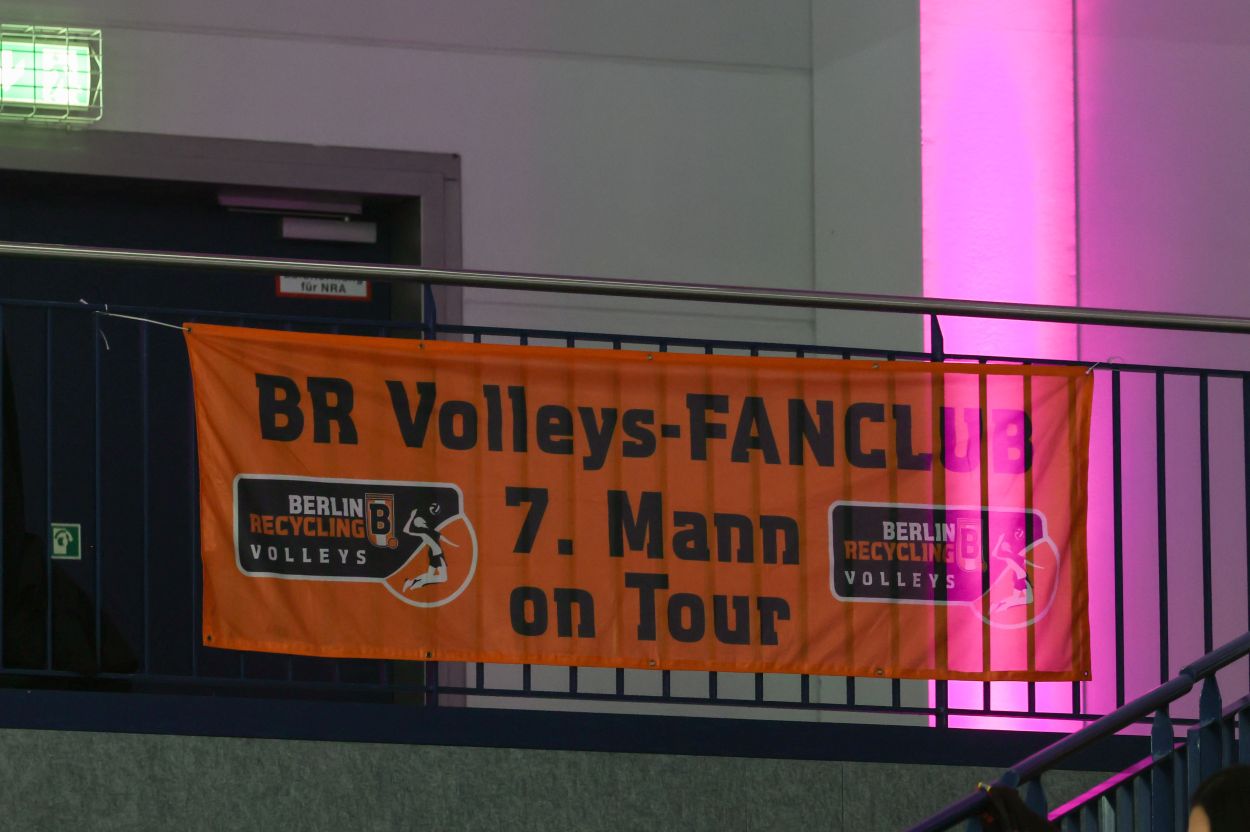 für NRA
BR Volleys-FANCLUB
7. Mann
on Tour
BERLIN
RECYCLING
VOLLEYS
B
BERLIN
RECYCLING
VOLLEYS
B